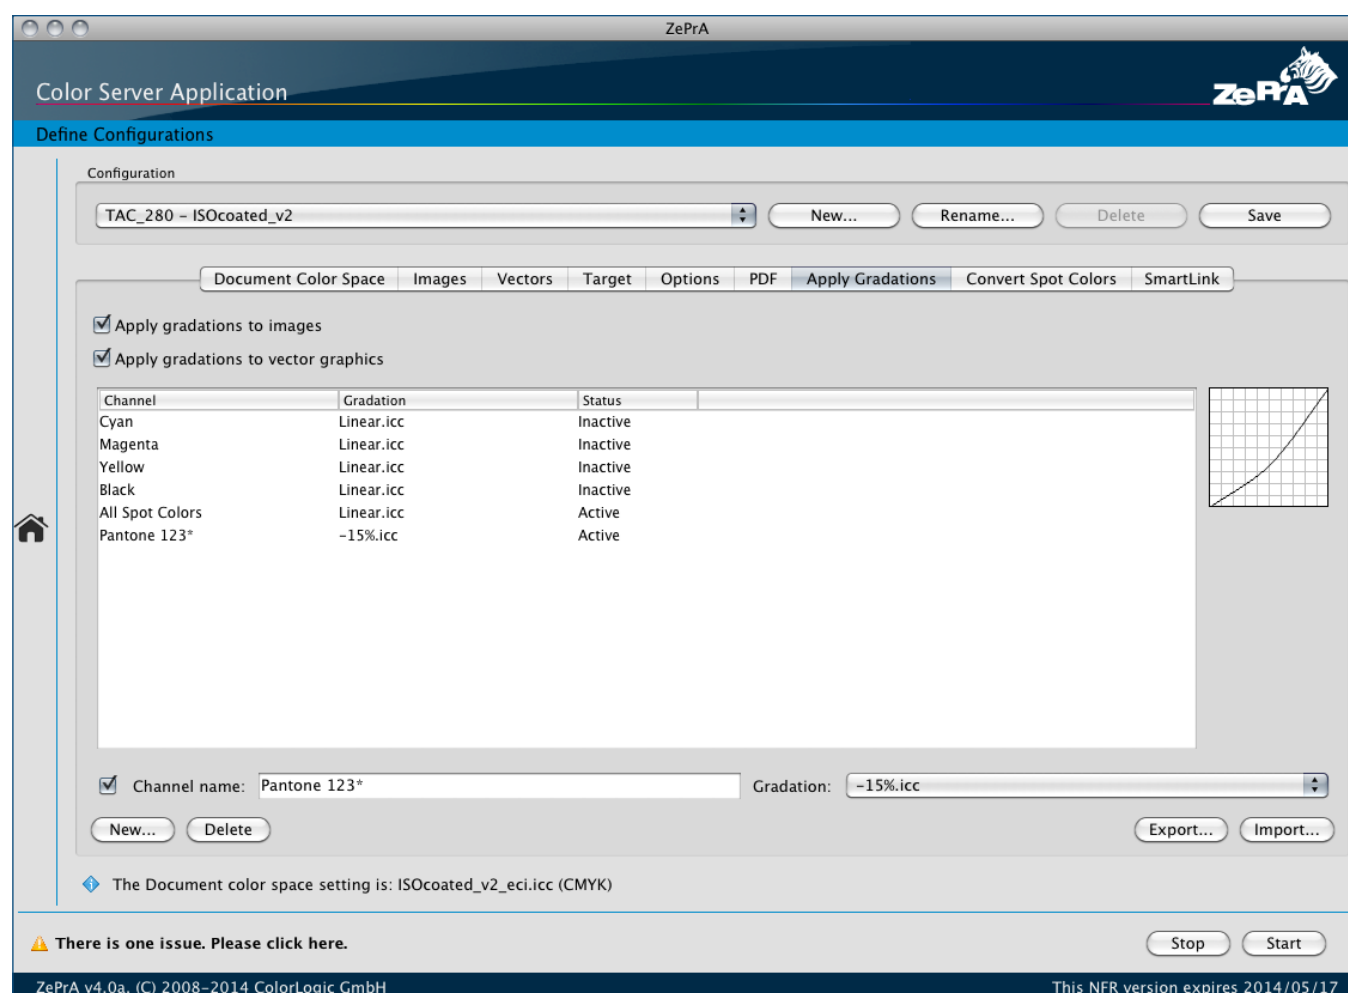 ZePrA
Color Server Application
ZePrA
Define Configurations
Configuration
TAC_280 – ISOcoated_v2 New... Rename... Delete Save
Document Color Space Images Vectors Target Options PDF Apply Gradations Convert Spot Colors SmartLink
Apply gradations to images
Apply gradations to vector graphics
Channel Gradation Status
Cyan Linear.icc Inactive
Magenta Linear.icc Inactive
Yellow Linear.icc Inactive
Black Linear.icc Inactive
All Spot Colors Linear.icc Active
Pantone 123* –15%.icc Active
Channel name: Pantone 123* Gradation: –15%.icc
New... Delete Export... Import...
The Document color space setting is: ISOcoated_v2_eci.icc (CMYK)
There is one issue. Please click here. Stop Start
ZePrA v4.0a, (C) 2008–2014 ColorLogic GmbH This NFR version expires 2014/05/17